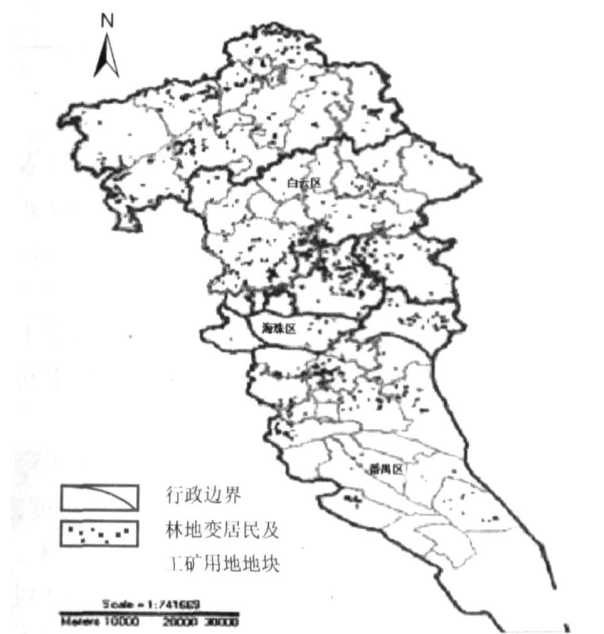 N
白云区
海珠区
番禺区
行政边界
林地变居民及
工矿用地地块
Scale = 1:741669
Meters 10000 20000 30000